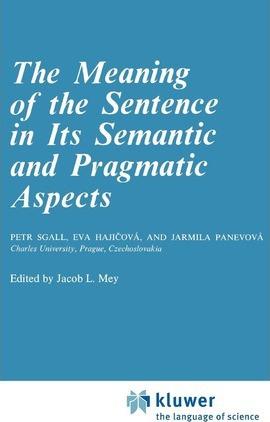 The Meaning
of the Sentence
in Its Semantic
and Pragmatic
Aspects
PETR SGALL, EVA HAJIČOVÁ, AND JARMILA PANEVOVÁ
Charles University, Prague, Czechoslovakia
Edited by Jacob L. Mey
kluwer
the language of science